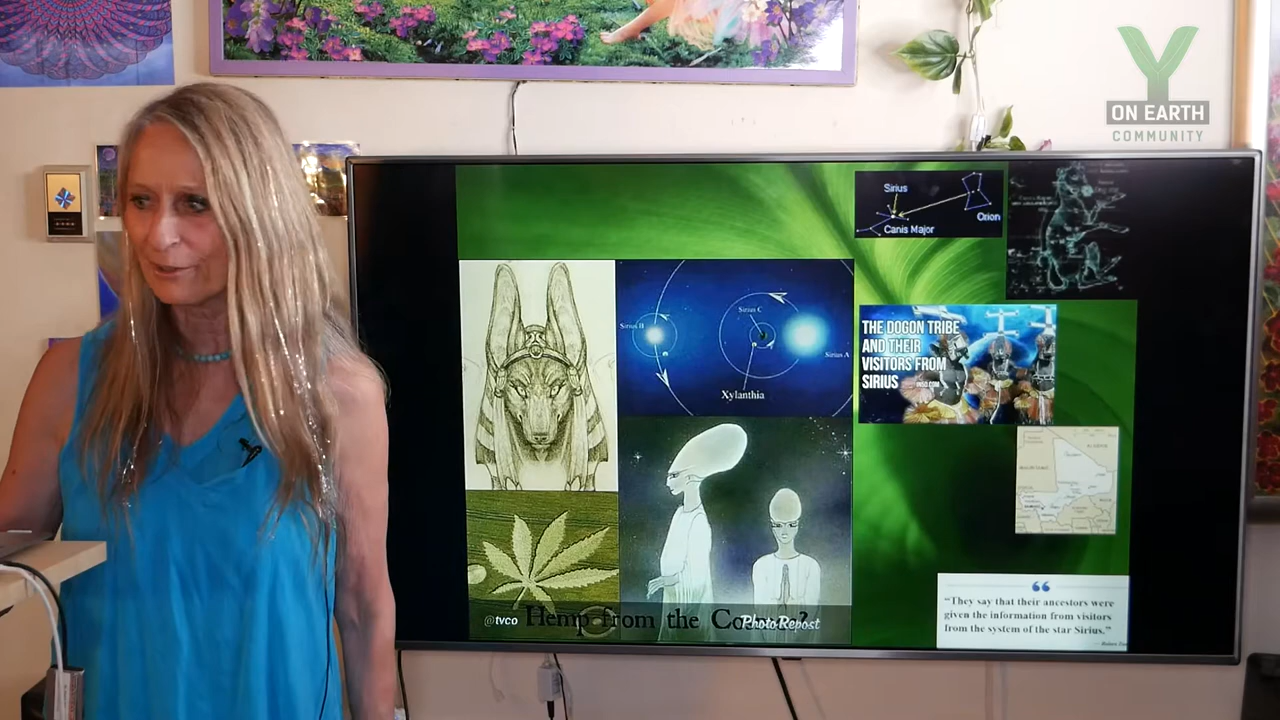 Y
ON EARTH
COMMUNITY
Sirius
Orion
Canis Major
Sirius B
Sirius C
Sirius A
Xylanthia
THE DOGON TRIBE
AND THEIR
VISITORS FROM
SIRIUS
@tvco
Hemp from the
PhotoRepost
“They say that their ancestors were
given the information from visitors
from the system of the star Sirius.”